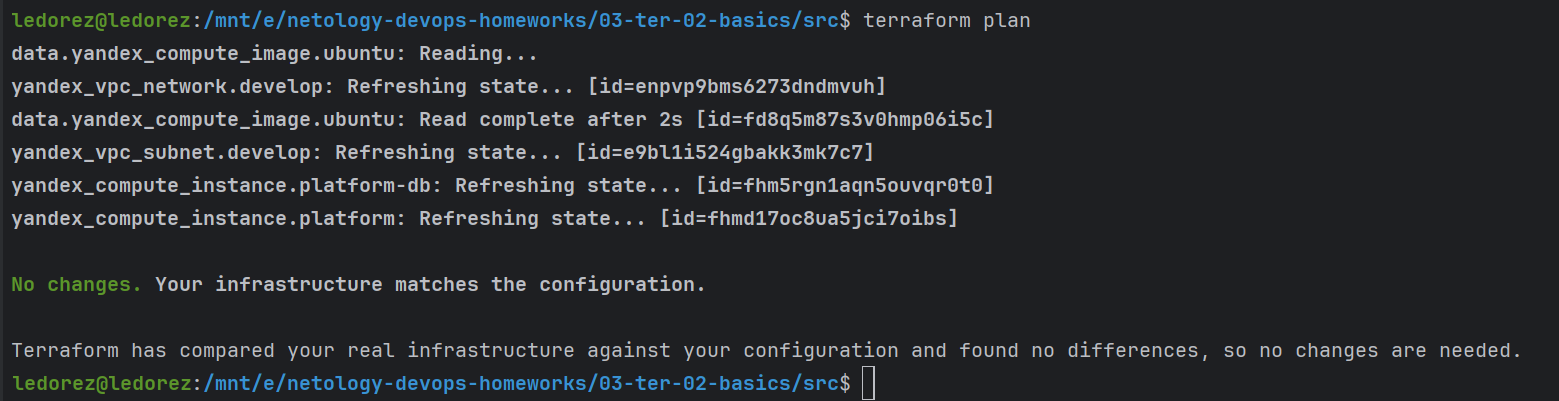 ledorez@ledorez:/mnt/e/netology-devops-homeworks/03-ter-02-basics/src$ terraform plan
data.yandex_compute_image.ubuntu: Reading...
yandex_vpc_network.develop: Refreshing state... [id=enpvp9bms6273dndmvuh]
data.yandex_compute_image.ubuntu: Read complete after 2s [id=fd8q5m87s3v0hmp06i5c]
yandex_vpc_subnet.develop: Refreshing state... [id=e9bl1i524gbakk3mk7c7]
yandex_compute_instance.platform-db: Refreshing state... [id=fhm5rgn1aqn5ouvqr0t0]
yandex_compute_instance.platform: Refreshing state... [id=fhmd17oc8ua5jci7oibs]
No changes. Your infrastructure matches the configuration.
Terraform has compared your real infrastructure against your configuration and found no differences, so no changes are needed.
ledorez@ledorez:/mnt/e/netology-devops-homeworks/03-ter-02-basics/src$